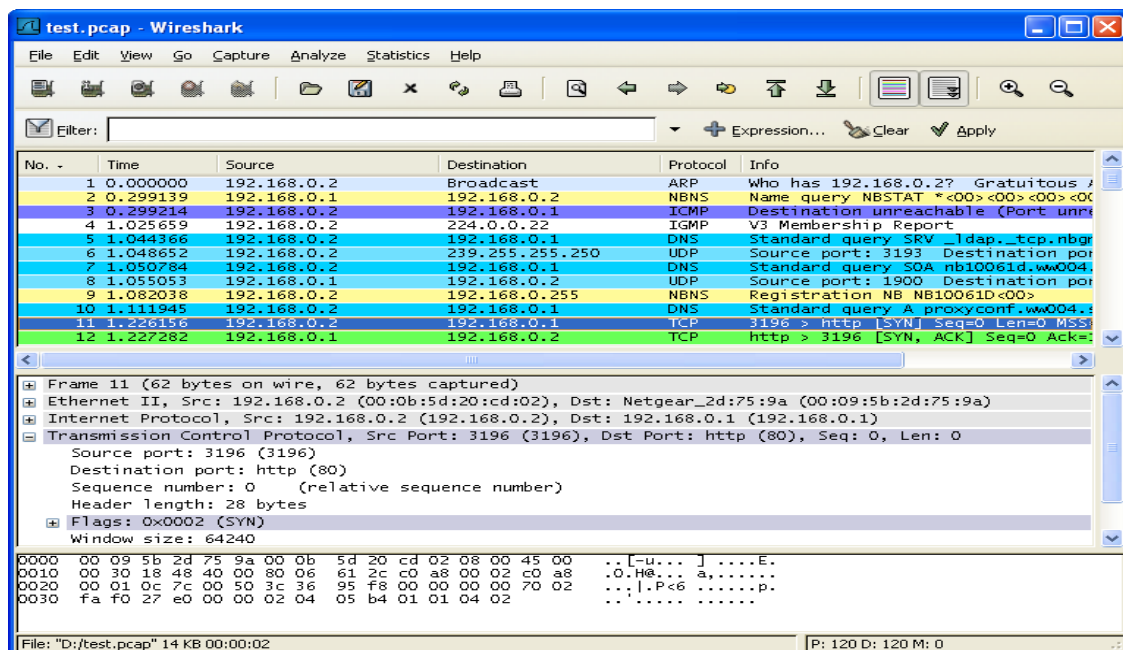 test.pcap - Wireshark
File Edit View Go Capture Analyze Statistics Help
Filter: Expression... Clear Apply
No. - Time Source Destination Protocol Info
1 0.000000 192.168.0.2 Broadcast ARP Who has 192.168.0.2? Gratuitous
2 0.299139 192.168.0.1 192.168.0.2 NBNS Name query NBSTAT *<00><00><00><00
3 0.299214 192.168.0.2 192.168.0.1 ICMP Destination unreachable (Port unre
4 1.025659 192.168.0.2 224.0.0.22 IGMP V3 Membership Report
5 1.044366 192.168.0.2 192.168.0.1 DNS Standard query SRV _ldap._tcp.nbgm
6 1.048652 192.168.0.2 239.255.255.250 UDP Source port: 3193 Destination por
7 1.050784 192.168.0.2 192.168.0.1 DNS Standard query SOA nb10061d.ww004.
8 1.055053 192.168.0.1 192.168.0.2 UDP Source port: 1900 Destination por
9 1.082038 192.168.0.2 192.168.0.255 NBNS Registration NB NB10061D<00>
10 1.111945 192.168.0.2 192.168.0.1 DNS Standard query A proxyconf.ww004.s
11 1.226156 192.168.0.2 192.168.0.1 TCP 3196 > http [SYN] Seq=0 Len=0 MSS
12 1.227282 192.168.0.1 192.168.0.2 TCP http > 3196 [SYN, ACK] Seq=0 Ack=
Frame 11 (62 bytes on wire, 62 bytes captured)
Ethernet II, Src: 192.168.0.2 (00:0b:5d:20:cd:02), Dst: Netgear_2d:75:9a (00:09:5b:2d:75:9a)
Internet Protocol, Src: 192.168.0.2 (192.168.0.2), Dst: 192.168.0.1 (192.168.0.1)
Transmission Control Protocol, Src Port: 3196 (3196), Dst Port: http (80), Seq: 0, Len: 0
Source port: 3196 (3196)
Destination port: http (80)
Sequence number: 0 (relative sequence number)
Header length: 28 bytes
Flags: 0x0002 (SYN)
Window size: 64240
0000 00 09 5b 2d 75 9a 00 0b 5d 20 cd 02 08 00 45 00 ..[-u... ] ....E.
0010 00 30 18 48 40 00 80 06 61 2c c0 a8 00 02 c0 a8 .0.H@... a,......
0020 00 01 0c 7c 00 50 3c 36 95 f8 00 00 00 00 70 02 ...|.P<6 ......p.
0030 fa f0 27 e0 00 00 02 04 05 b4 01 01 04 02 ..'..... ......
File: "D:/test.pcap" 14 KB 00:00:02 P: 120 D: 120 M: 0